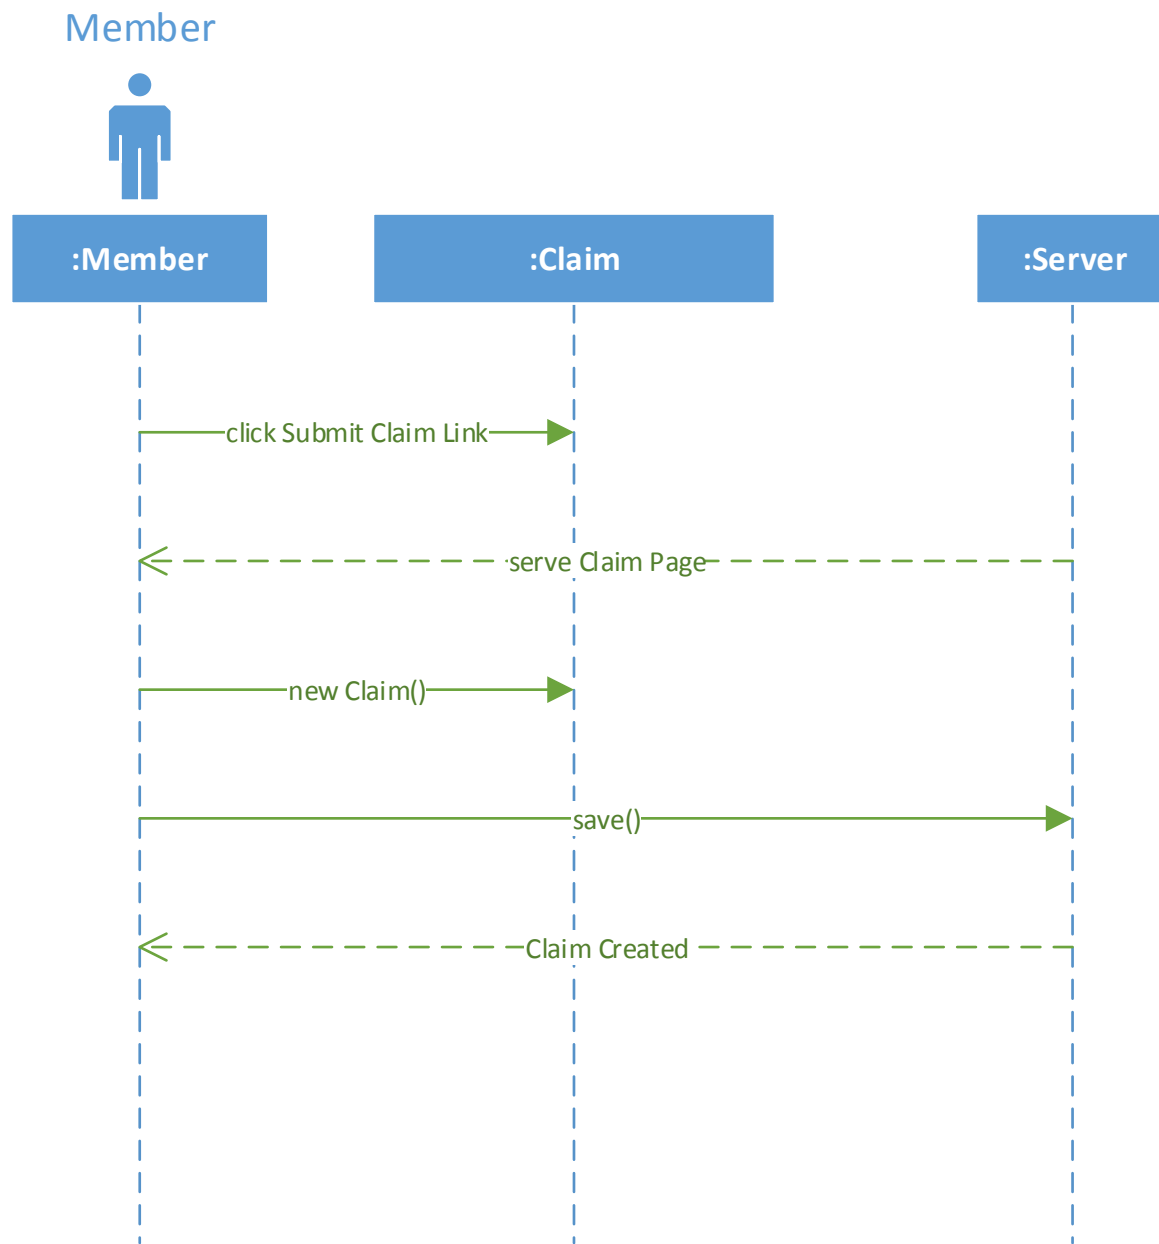 Member
:Member
:Claim
:Server
click Submit Claim Link
serve Claim Page
new Claim()
save()
Claim Created